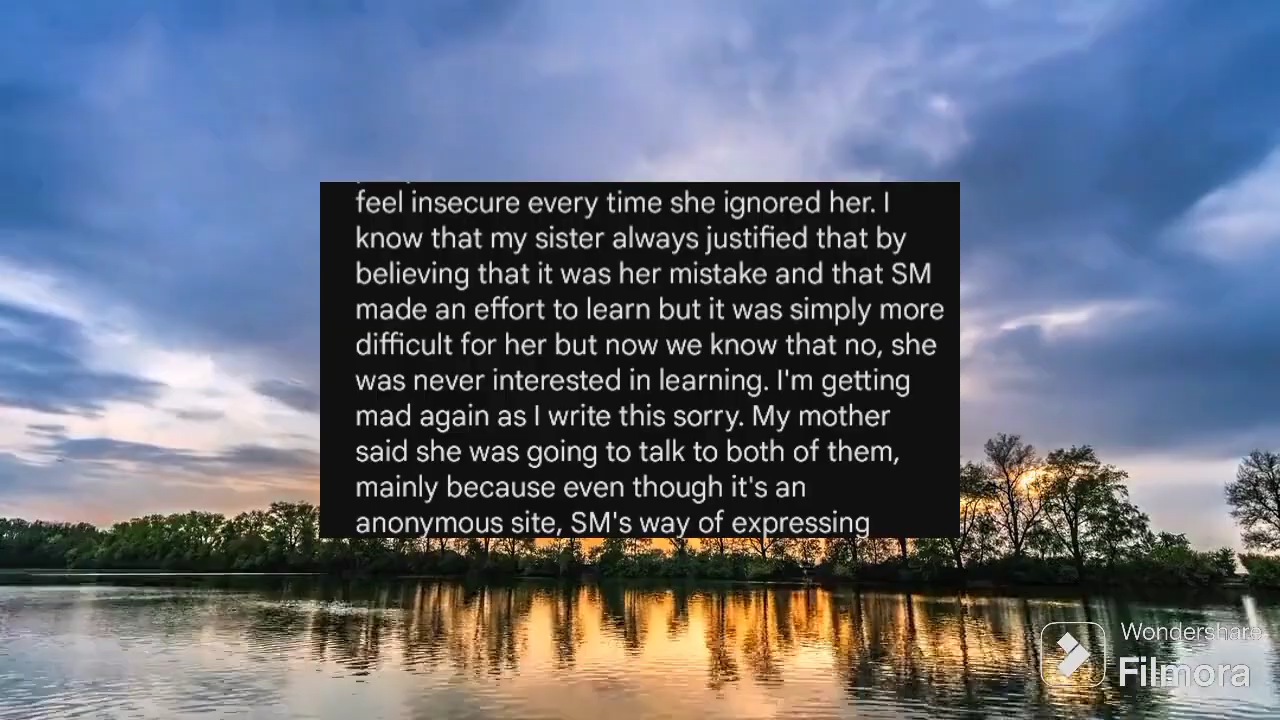 feel insecure every time she ignored her. I
know that my sister always justified that by
believing that it was her mistake and that SM
made an effort to learn but it was simply more
difficult for her but now we know that no, she
was never interested in learning. I'm getting
mad again as I write this sorry. My mother
said she was going to talk to both of them,
mainly because even though it's an
anonymous site, SM's way of expressing
Wondershare
Filmora